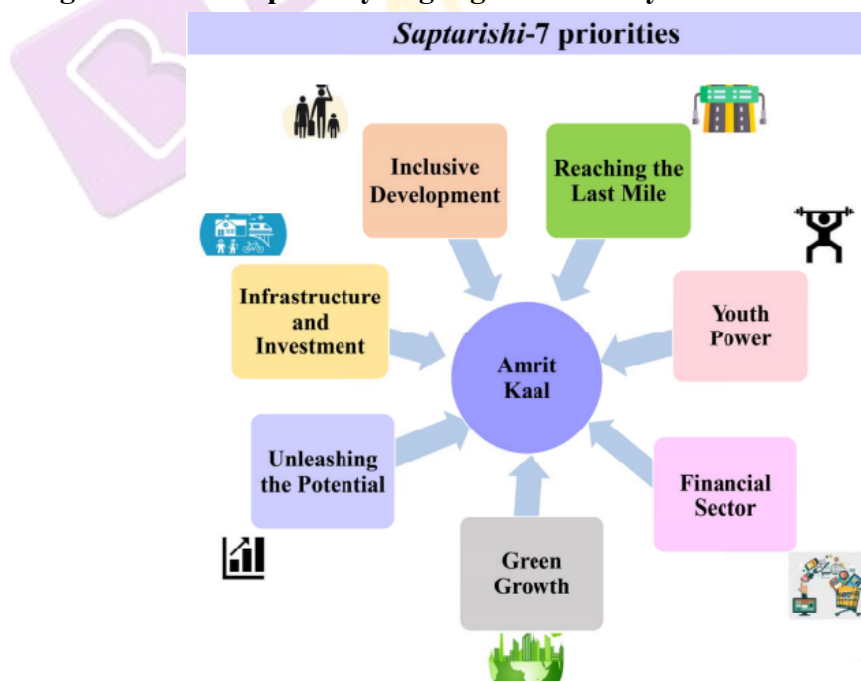 Saptarishi-7 priorities
Inclusive
Development
Reaching the
Last Mile
Infrastructure
and
Investment
Youth
Power
Amrit
Kaal
Unleashing
the Potential
Financial
Sector
Green
Growth